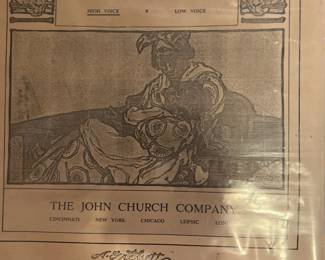 HIGH VOICE LOW VOICE
THE JOHN CHURCH COMPANY
CINCINNATI NEW YORK CHICAGO LEIPSIC